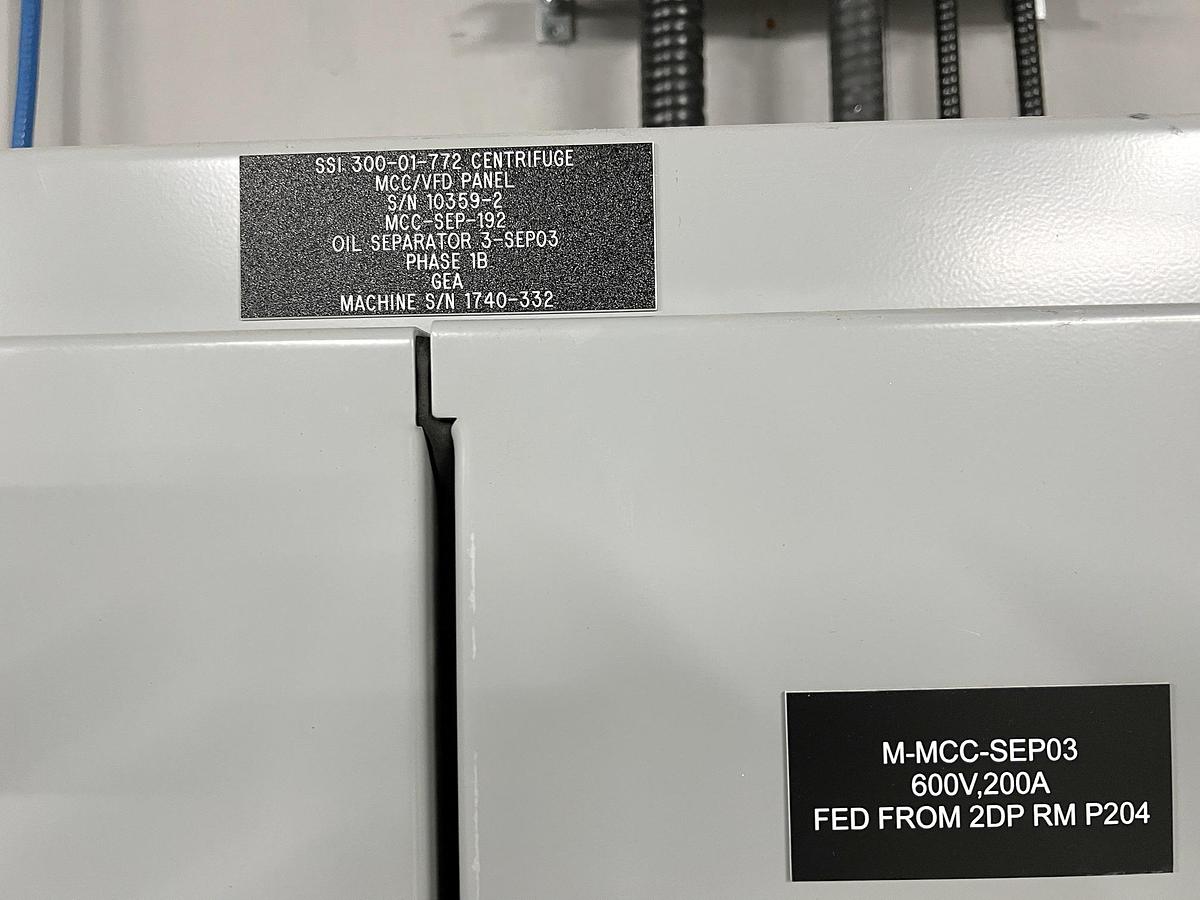 SSI 300-01-772 CENTRIFUGE
MCC/VFD PANEL
S/N 10359-2
MCC-SEP-192
OIL SEPARATOR 3-SEP03
PHASE 1B
GEA
MACHINE S/N 1740-332
M-MCC-SEP03
600V,200A
FED FROM 2DP RM P204